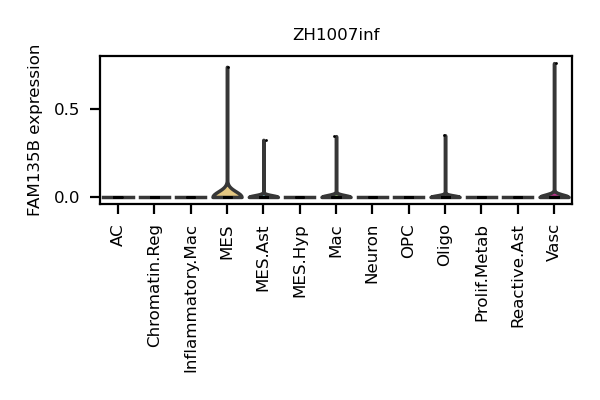 ZH1007inf
FAM135B expression
0.5
0.0
AC
Chromatin.Reg
Inflammatory.Mac
MES
MES.Ast
MES.Hyp
Mac
Neuron
OPC
Oligo
Prolif.Metab
Reactive.Ast
Vasc